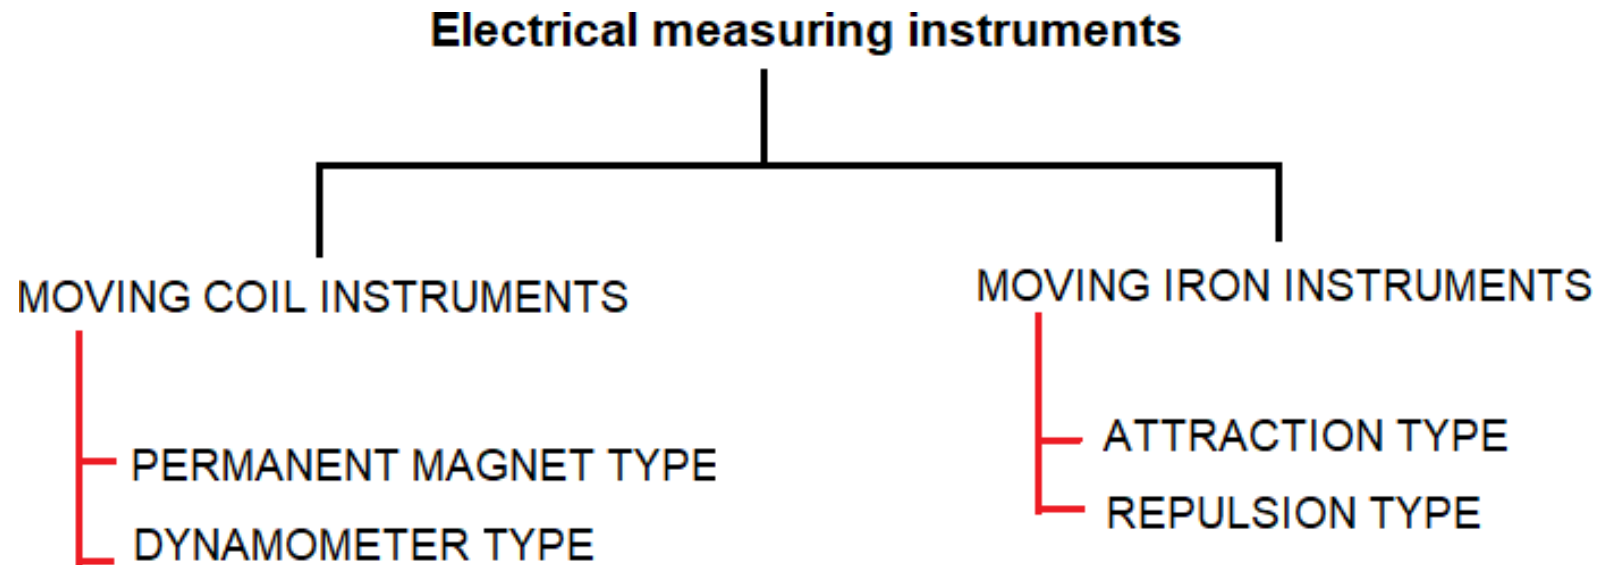 Electrical measuring instruments
MOVING COIL INSTRUMENTS
PERMANENT MAGNET TYPE
DYNAMOMETER TYPE
MOVING IRON INSTRUMENTS
ATTRACTION TYPE
REPULSION TYPE